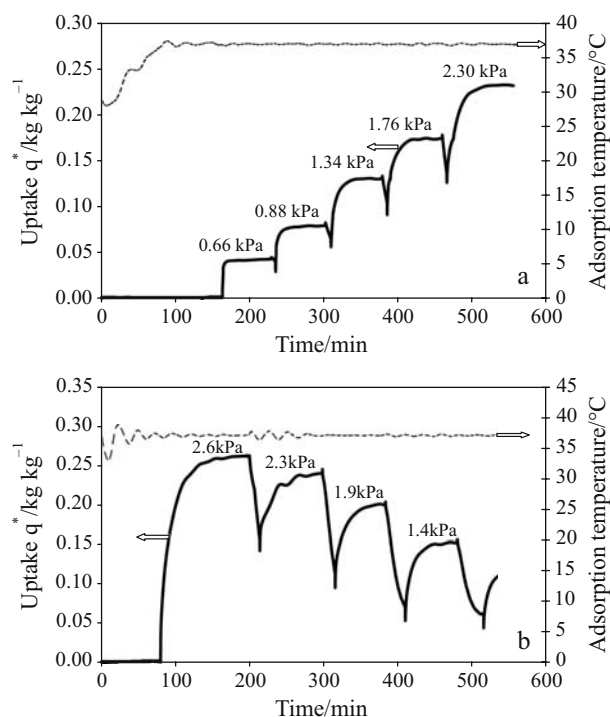 0.30
0.25
0.20
0.15
0.10
0.05
0.00
Uptake q*/kg kg⁻¹
40
35
30
25
20
15
10
5
0
Adsorption temperature/°C
0.66 kPa
0.88 kPa
1.34 kPa
1.76 kPa
2.30 kPa
a
0 100 200 300 400 500 600
Time/min
0.35
0.30
0.25
0.20
0.15
0.10
0.05
0.00
Uptake q*/kg kg⁻¹
45
40
35
30
25
20
15
10
5
0
Adsorption temperature/°C
2.6kPa
2.3kPa
1.9kPa
1.4kPa
b
0 100 200 300 400 500 600
Time/min